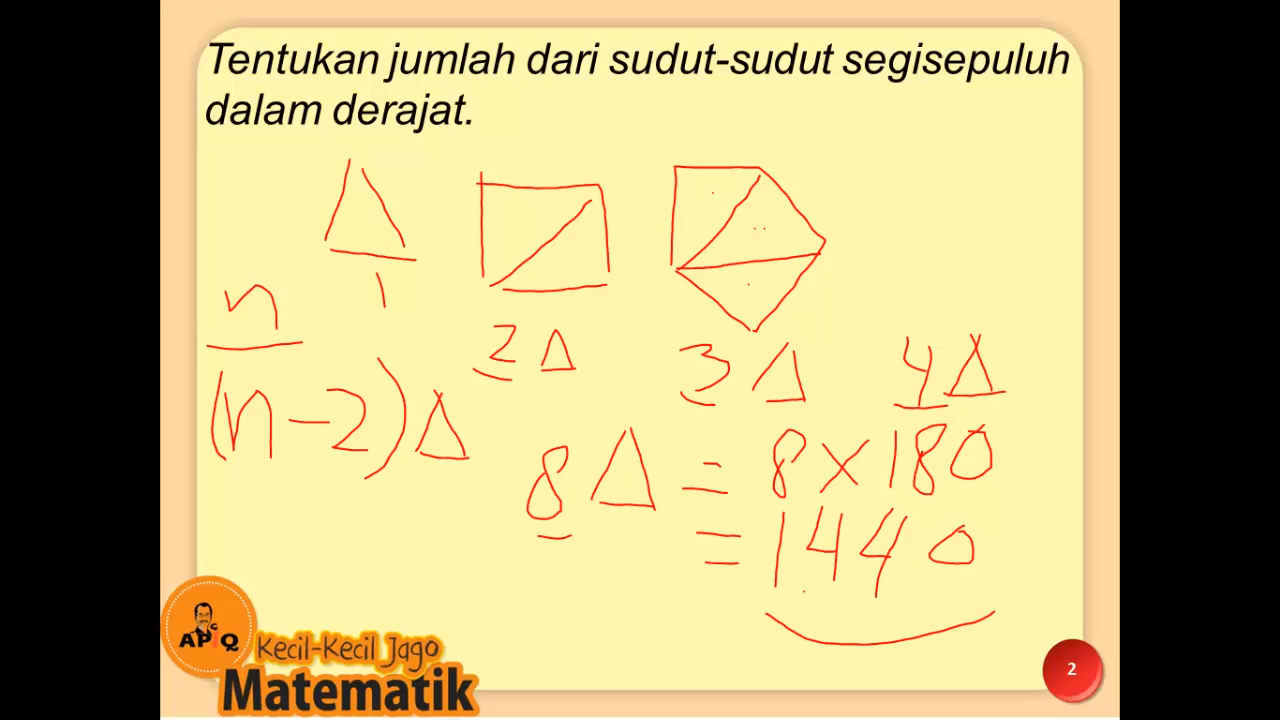 Tentukan jumlah dari sudut-sudut segisepuluh
dalam derajat.
1
n
2 Δ
3 Δ
4 Δ
(n-2) Δ
8 Δ = 8 × 180
= 1440
APiQ
Kecil-Kecil Jago
Matematik
2